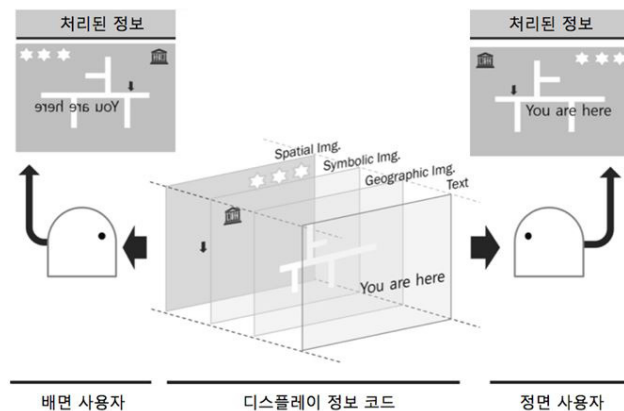 처리된 정보
처리된 정보
You are here
You are here
Spatial Img.
Symbolic Img.
Geographic Img.
Text
You are here
배면 사용자
디스플레이 정보 코드
정면 사용자